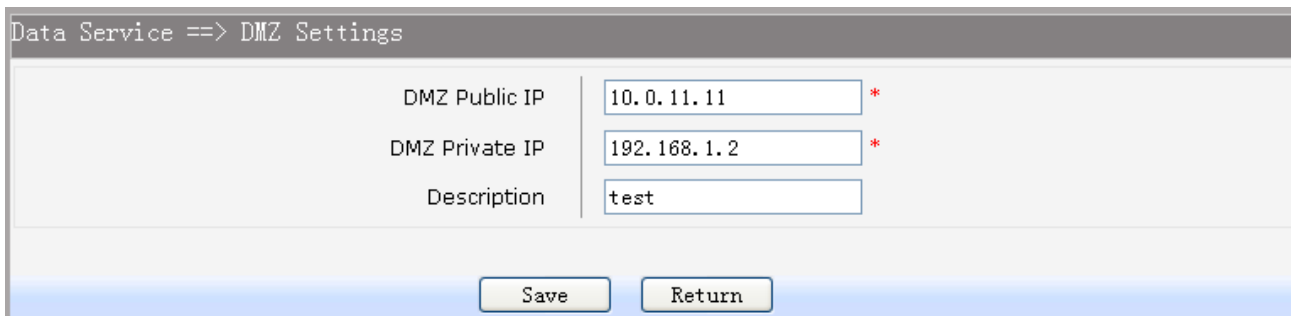 Data Service ==> DMZ Settings
DMZ Public IP 10.0.11.11 *
DMZ Private IP 192.168.1.2 *
Description test
Save Return